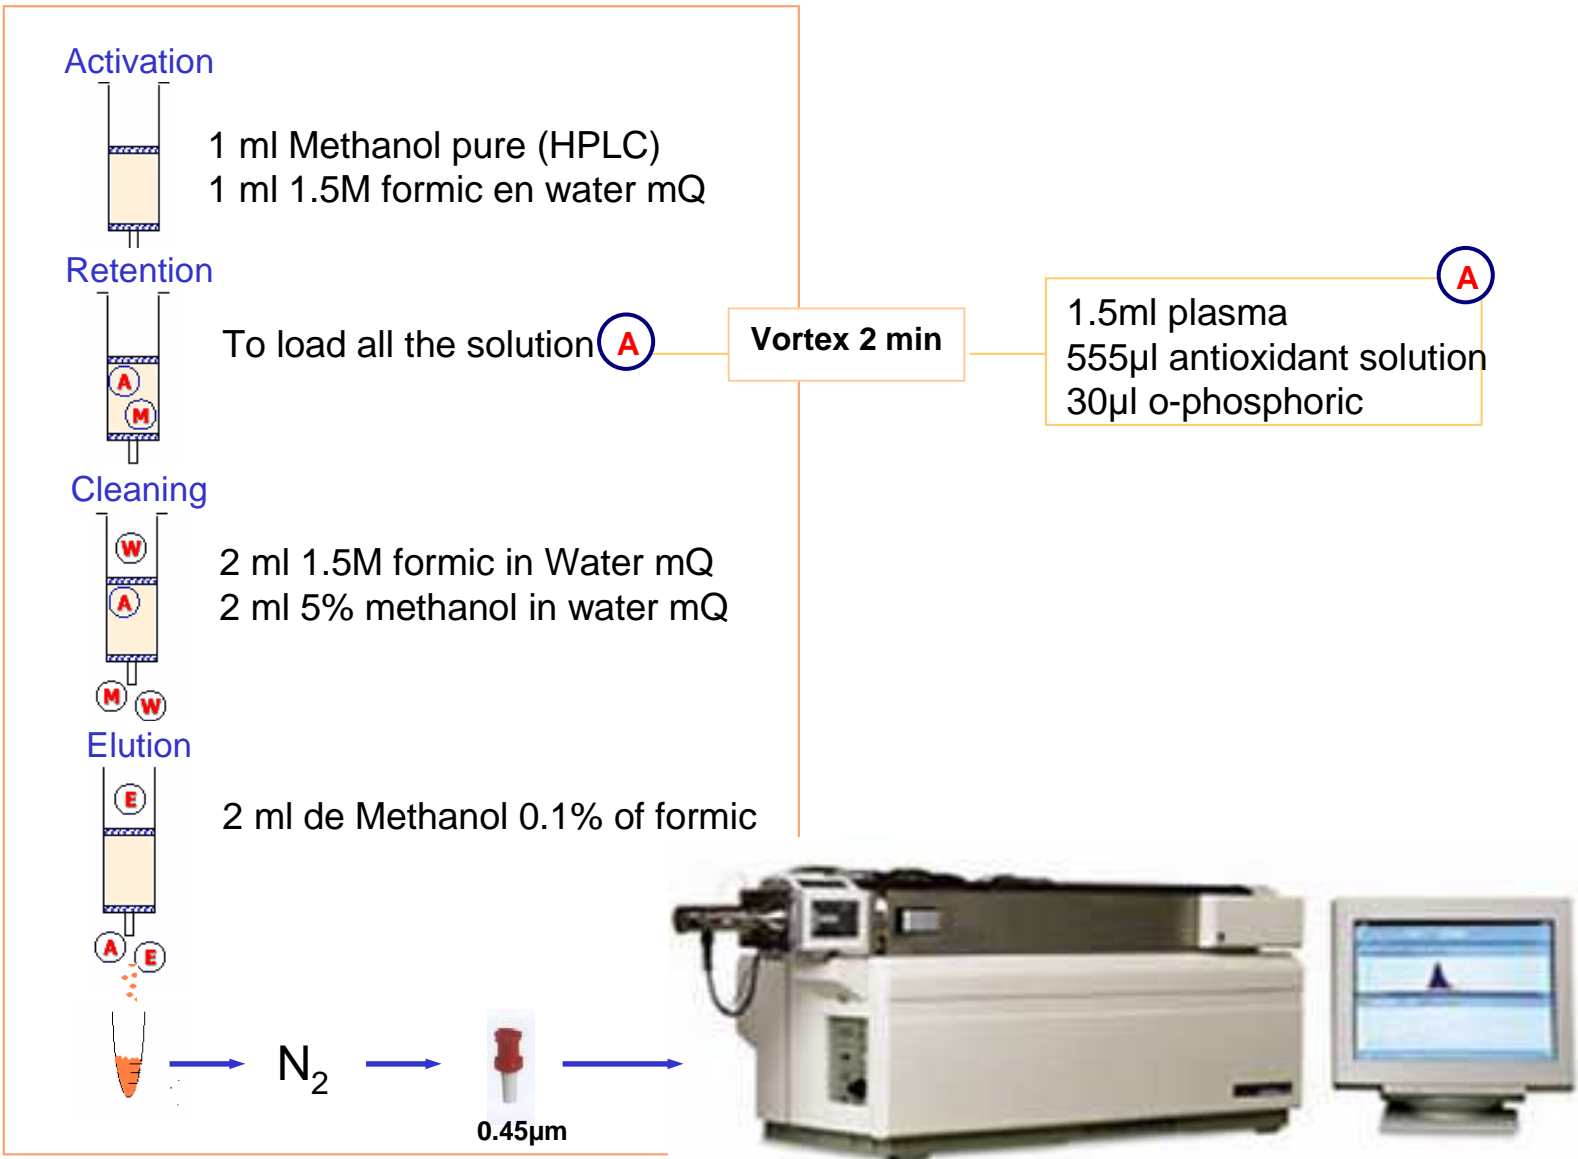 Activation
1 ml Methanol pure (HPLC)
1 ml 1.5M formic en water mQ
Retention
To load all the solution A
Vortex 2 min
A
1.5ml plasma
555µl antioxidant solution
30µl o-phosphoric
A
M
Cleaning
W
2 ml 1.5M formic in Water mQ
2 ml 5% methanol in water mQ
A
M W
Elution
E
2 ml de Methanol 0.1% of formic
A E
N₂
0.45µm